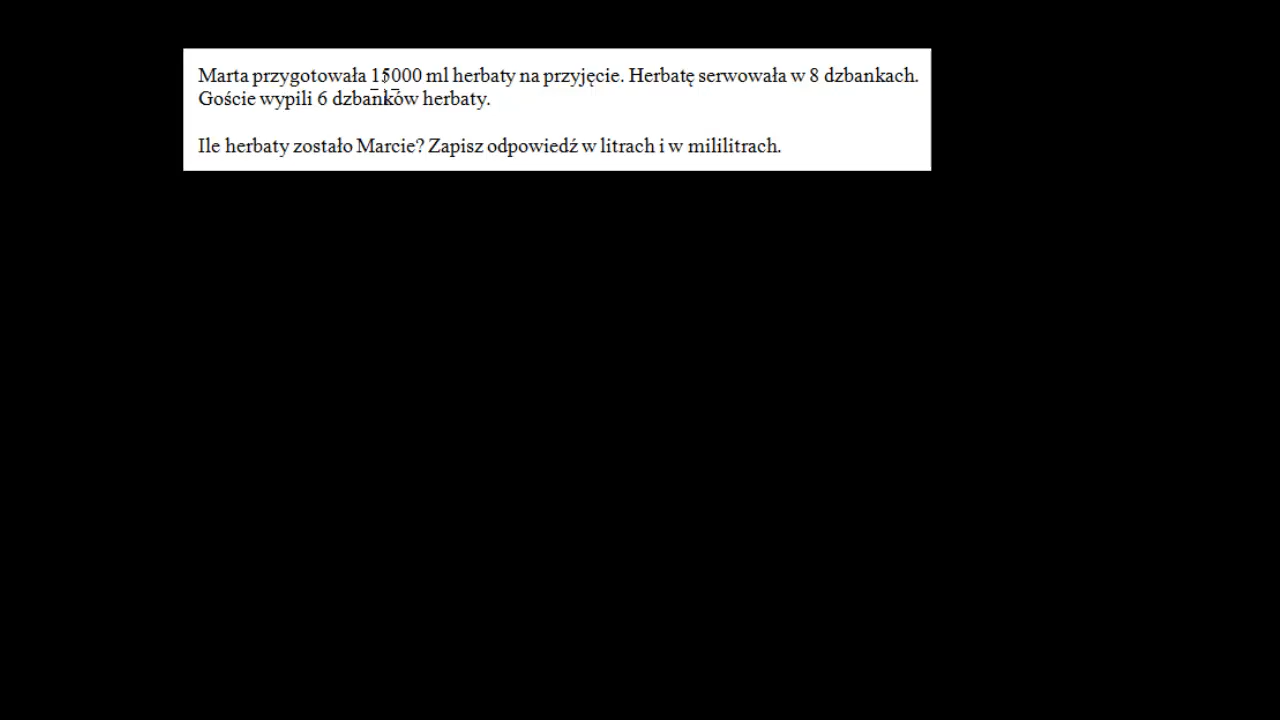 Marta przygotowała 15000 ml herbaty na przyjęcie. Herbatę serwowała w 8 dzbankach.
Goście wypili 6 dzbanków herbaty.
Ile herbaty zostało Marcie? Zapisz odpowiedź w litrach i w mililitrach.